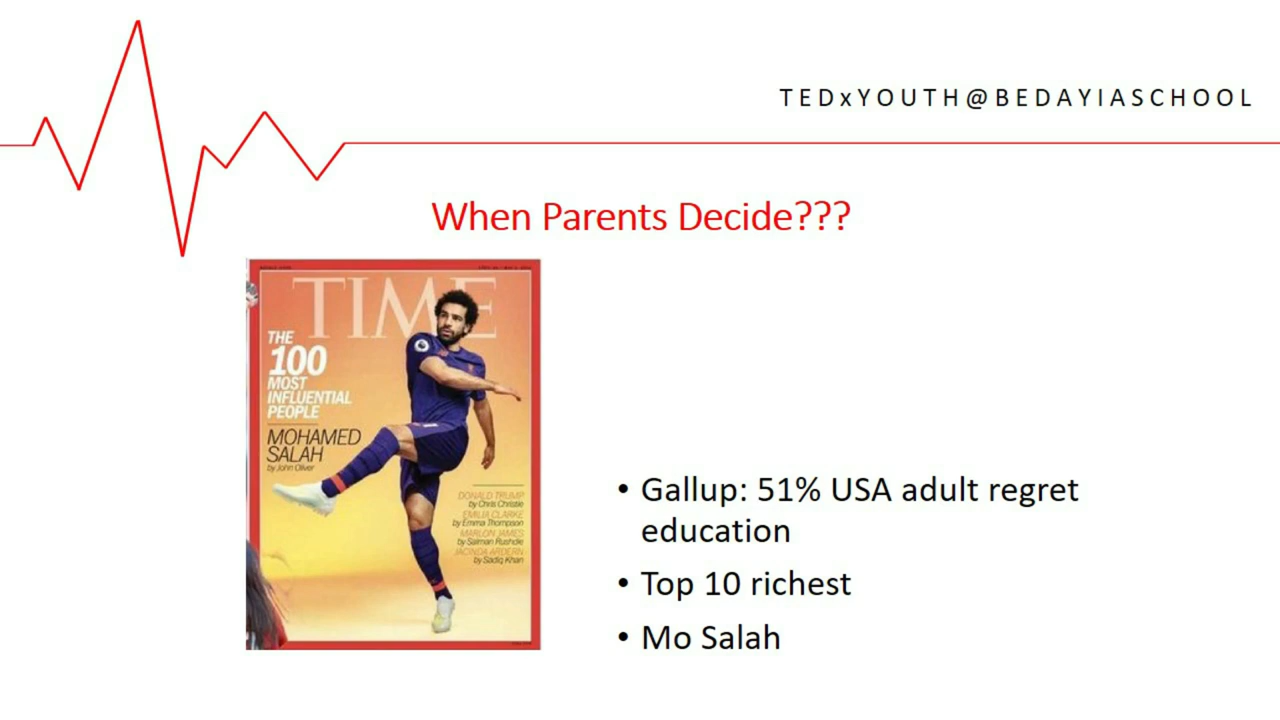 TEDxYOUTH@BEDAYIASCHOOL
When Parents Decide???
TIME
THE
100
MOST
INFLUENTIAL
PEOPLE
MOHAMED
SALAH
by John Oliver
DONALD TRUMP
by Chris Christie
EMILIA CLARKE
by Emma Thompson
MARLON JAMES
by Salman Rushdie
JACINDA ARDERN
by Sadiq Khan
• Gallup: 51% USA adult regret
education
• Top 10 richest
• Mo Salah